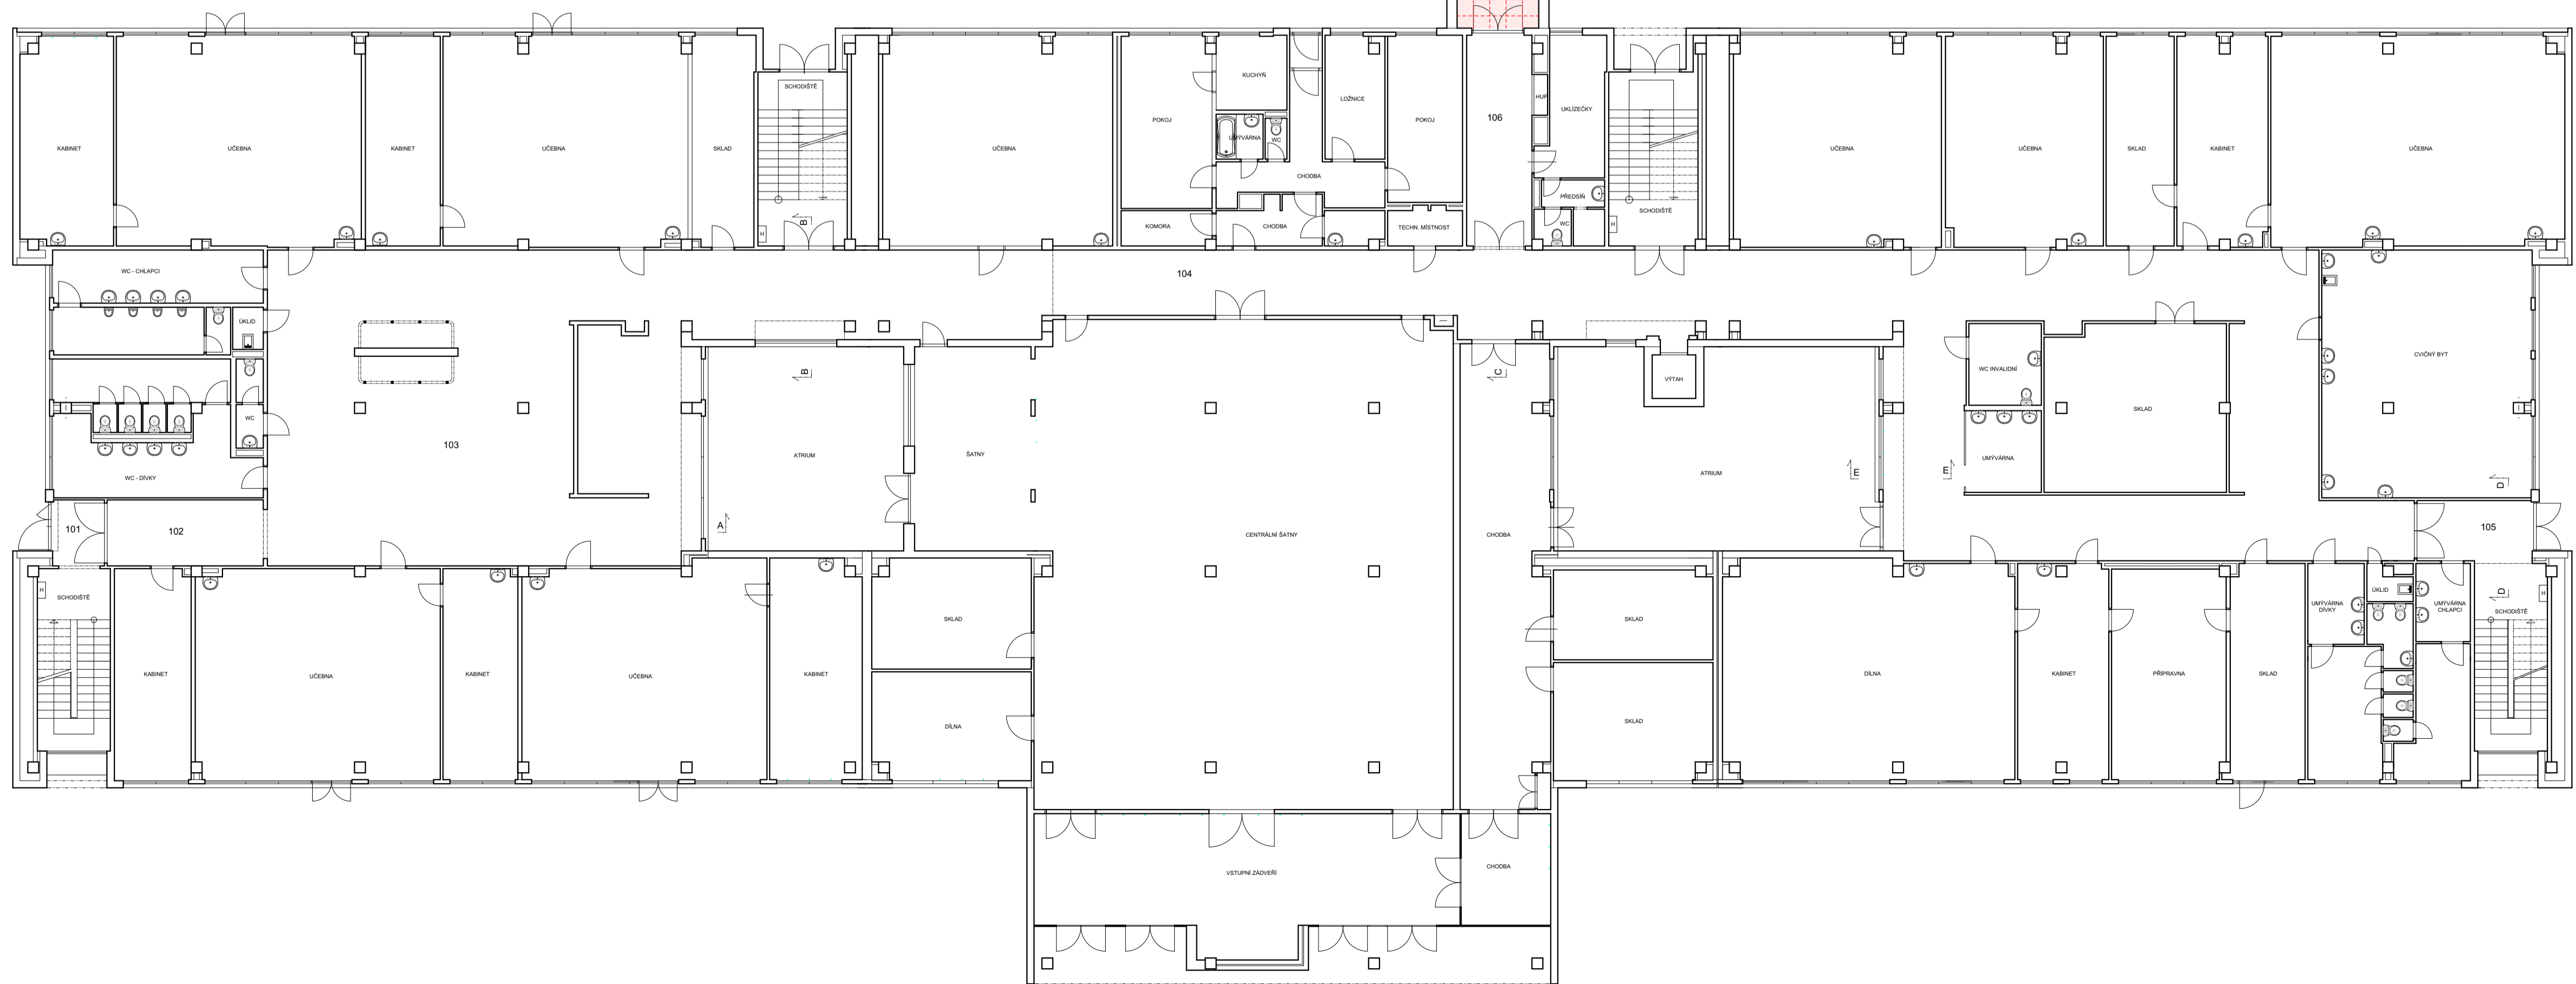 SCHODIŠTĚ
KUCHYŇ
LOŽNICE
HUP
UKLÍZEČKY
POKOJ
POKOJ
106
UMÝVÁRNA
WC
KABINET
UČEBNA
KABINET
UČEBNA
SKLAD
UČEBNA
UČEBNA
UČEBNA
SKLAD
KABINET
UČEBNA
CHODBA
PŘEDSÍŇ
SCHODIŠTĚ
B
H
KOMORA
CHODBA
TECHN. MÍSTNOST
WC
H
WC - CHLAPCI
104
ÚKLID
CVIČNÝ BYT
WC INVALIDNÍ
B
C
VÝTAH
SKLAD
WC
103
ATRIUM
ŠATNY
UMÝVÁRNA
ATRIUM
E
E
WC - DÍVKY
D
A
101
102
CENTRÁLNÍ ŠATNY
CHODBA
105
H
SCHODIŠTĚ
ÚKLID
D
H
UMÝVÁRNA
DÍVKY
UMÝVÁRNA
CHLAPCI
SCHODIŠTĚ
SKLAD
SKLAD
KABINET
UČEBNA
KABINET
UČEBNA
KABINET
DÍLNA
KABINET
PŘÍPRAVNA
SKLAD
DÍLNA
SKLAD
VSTUPNÍ ZÁDVEŘÍ
CHODBA